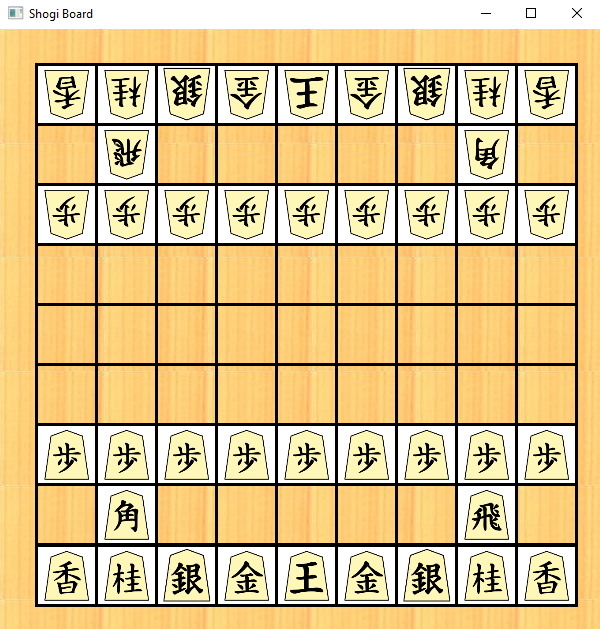 Shogi Board
香 桂 銀 金 王 金 銀 桂 香
飛 角
歩 歩 歩 歩 歩 歩 歩 歩 歩
歩 歩 歩 歩 歩 歩 歩 歩 歩
角 飛
香 桂 銀 金 王 金 銀 桂 香